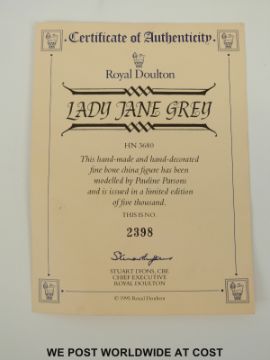 Certificate of Authenticity
Royal Doulton
LADY JANE GREY
HN 3680
This hand-made and hand-decorated
fine bone china figure has been
modelled by Pauline Parsons
and is issued in a limited edition
of five thousand.
THIS IS NO.
2398
STUART LYONS, CBE
CHIEF EXECUTIVE
ROYAL DOULTON
© 1995 Royal Doulton
WE POST WORLDWIDE AT COST